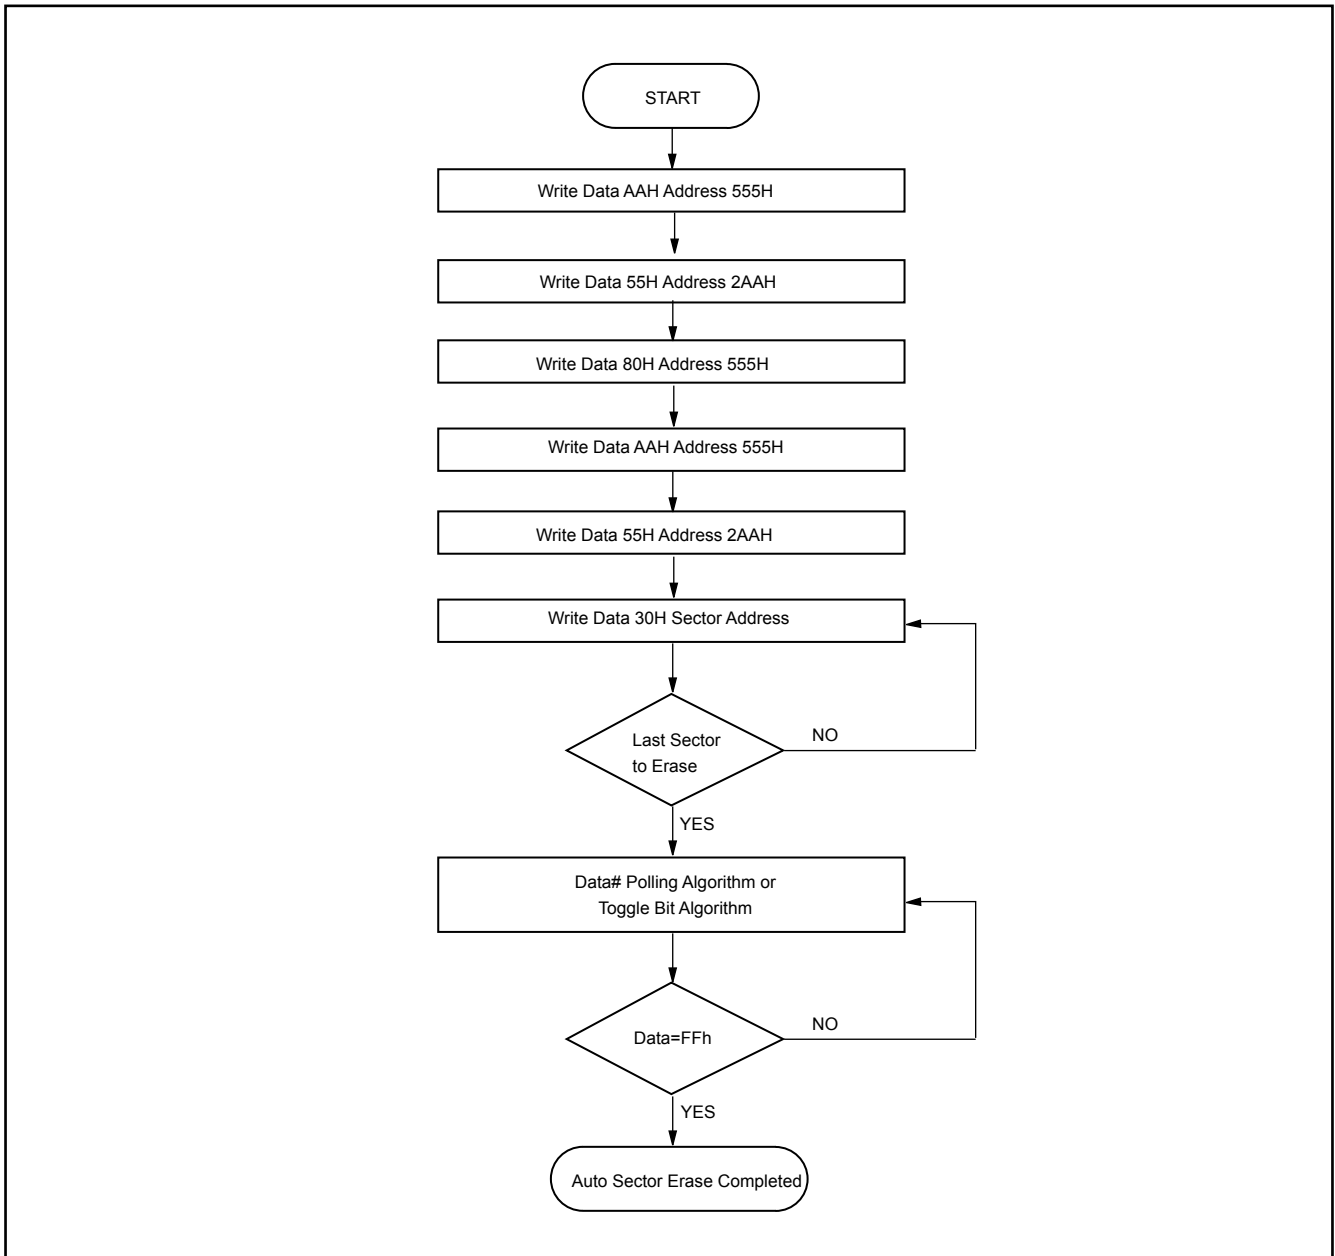 START
Write Data AAH Address 555H
Write Data 55H Address 2AAH
Write Data 80H Address 555H
Write Data AAH Address 555H
Write Data 55H Address 2AAH
Write Data 30H Sector Address
Last Sector
to Erase
NO
YES
Data# Polling Algorithm or
Toggle Bit Algorithm
Data=FFh
NO
YES
Auto Sector Erase Completed